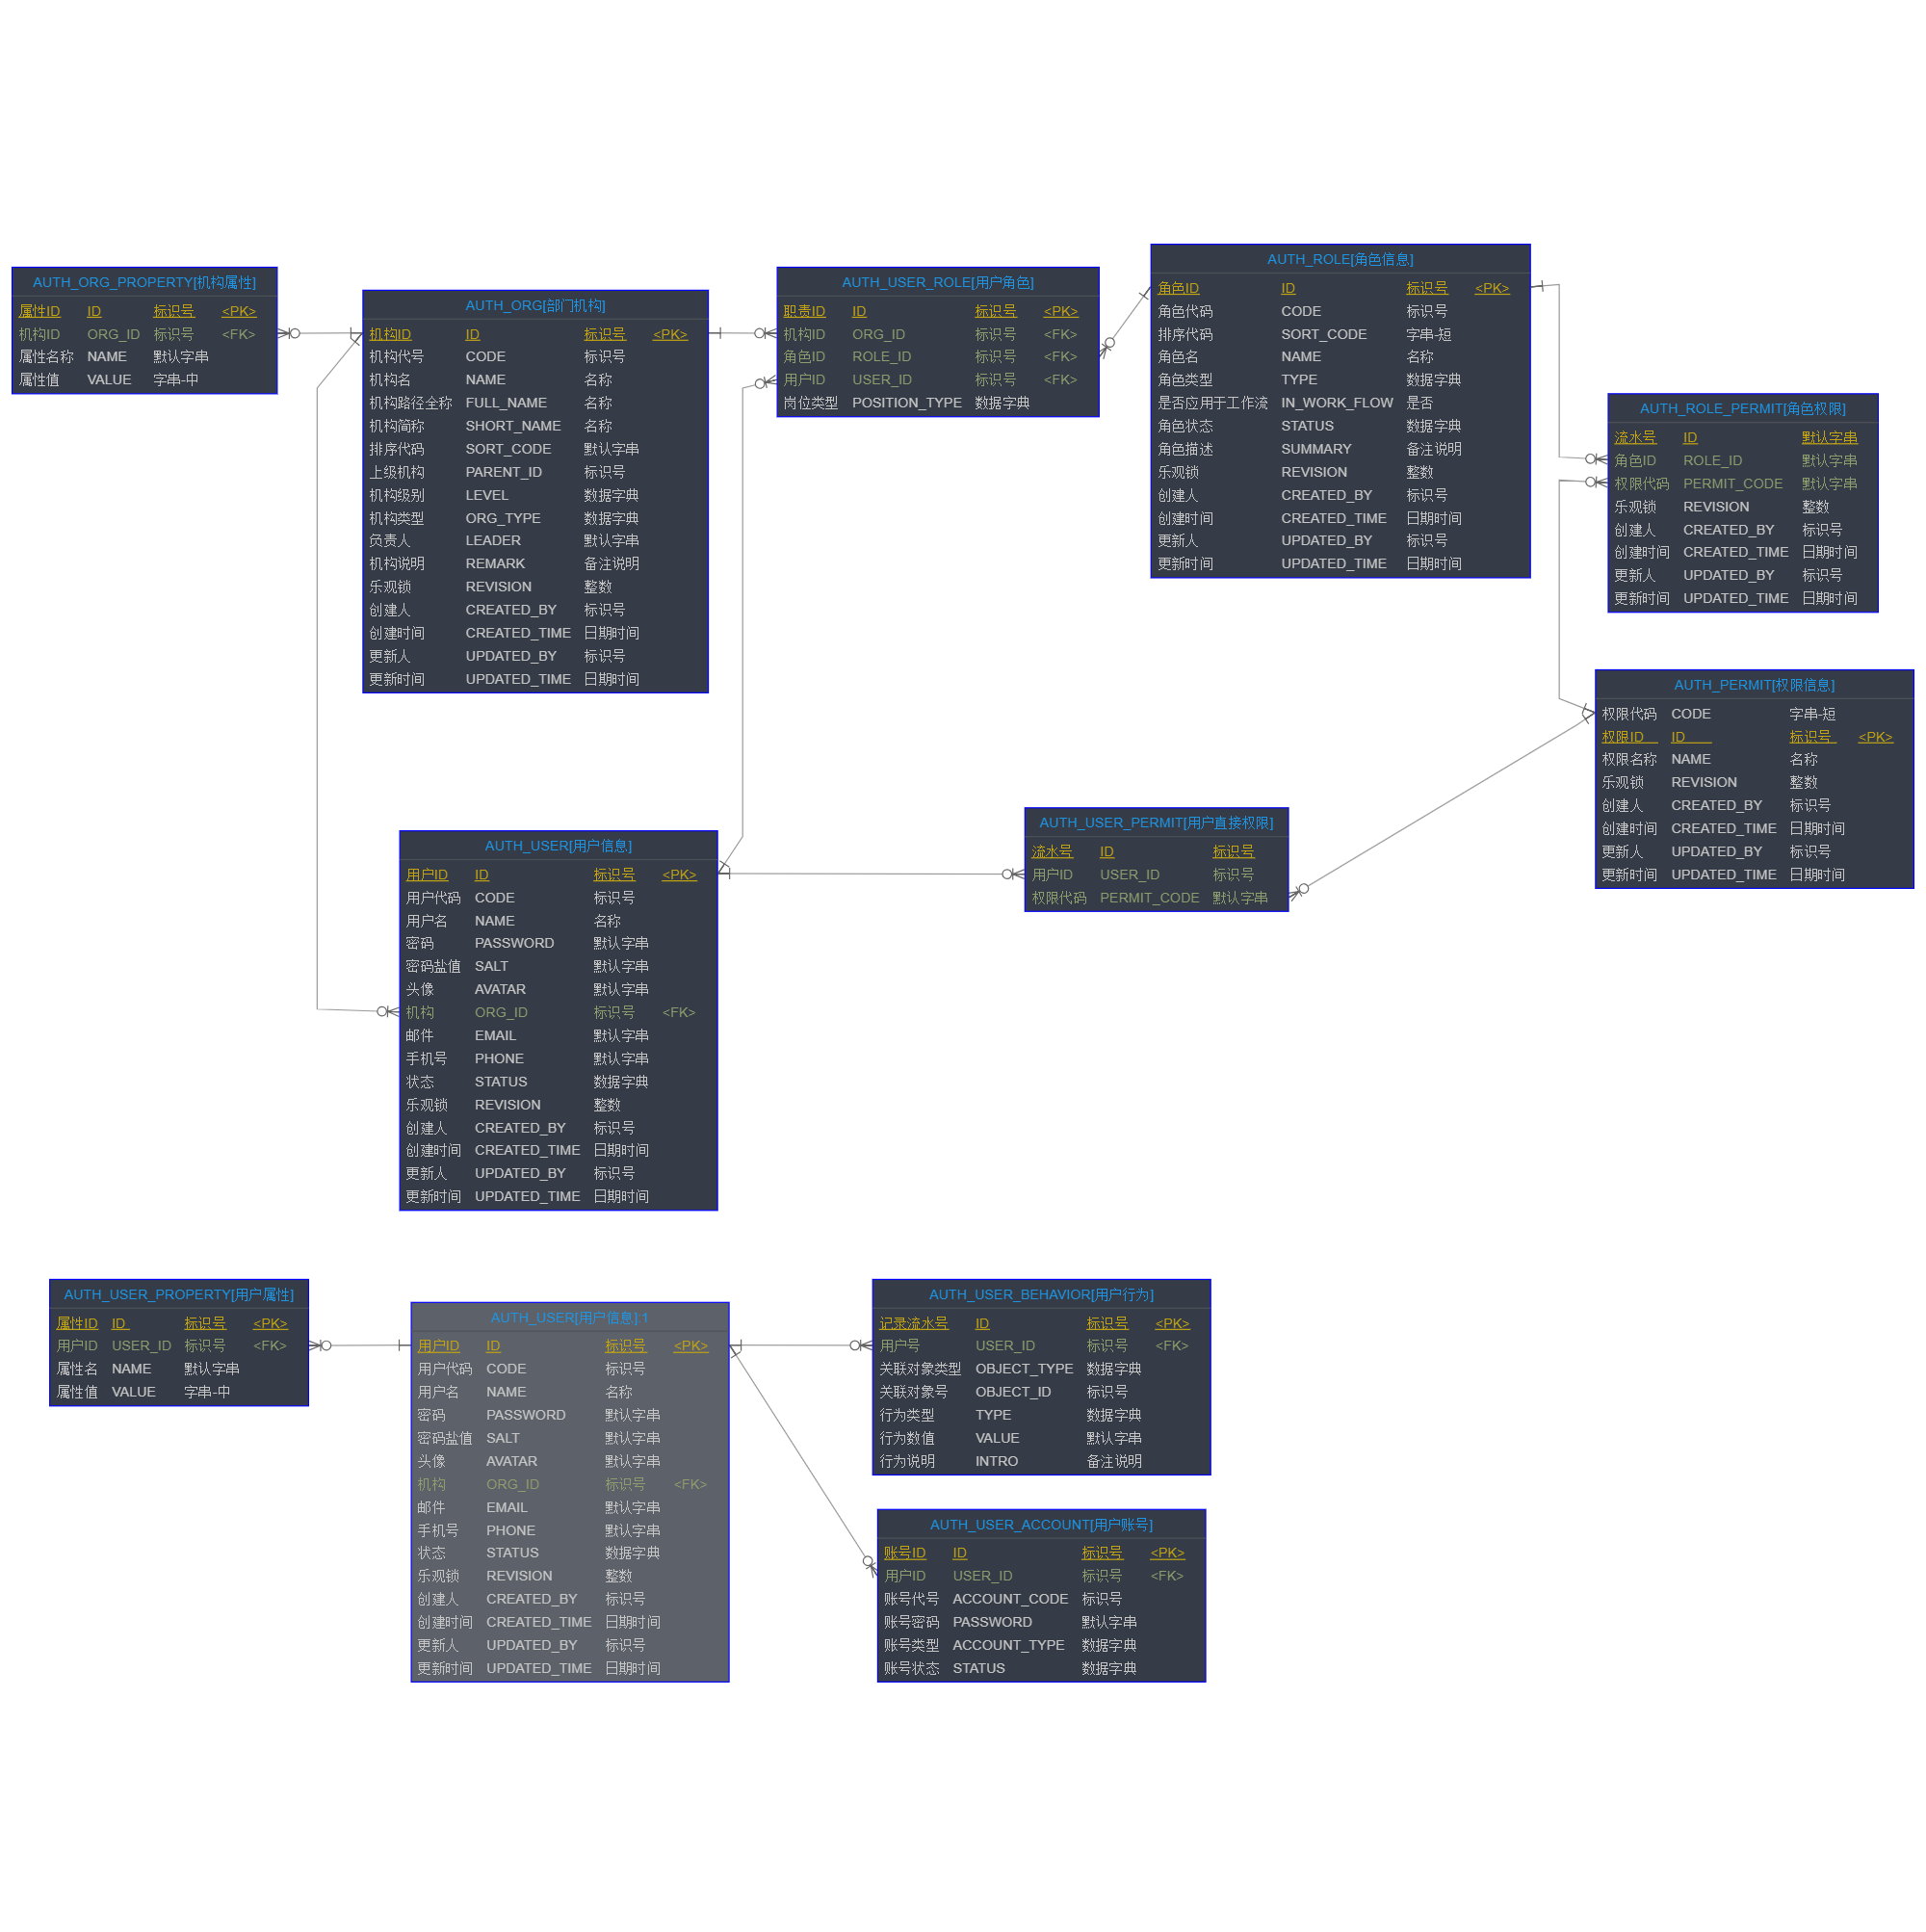 AUTH_ORG_PROPERTY[机构属性]
属性ID ID 标识号 <PK>
机构ID ORG_ID 标识号 <FK>
属性名称 NAME 默认字串
属性值 VALUE 字串-中
AUTH_ORG[部门机构]
机构ID ID 标识号 <PK>
机构代号 CODE 标识号
机构名 NAME 名称
机构路径全称 FULL_NAME 名称
机构简称 SHORT_NAME 名称
排序代码 SORT_CODE 默认字串
上级机构 PARENT_ID 标识号
机构级别 LEVEL 数据字典
机构类型 ORG_TYPE 数据字典
负责人 LEADER 默认字串
机构说明 REMARK 备注说明
乐观锁 REVISION 整数
创建人 CREATED_BY 标识号
创建时间 CREATED_TIME 日期时间
更新人 UPDATED_BY 标识号
更新时间 UPDATED_TIME 日期时间
AUTH_USER_ROLE[用户角色]
职责ID ID 标识号 <PK>
机构ID ORG_ID 标识号 <FK>
角色ID ROLE_ID 标识号 <FK>
用户ID USER_ID 标识号 <FK>
岗位类型 POSITION_TYPE 数据字典
AUTH_ROLE[角色信息]
角色ID ID 标识号 <PK>
角色代码 CODE 标识号
排序代码 SORT_CODE 字串-短
角色名 NAME 名称
角色类型 TYPE 数据字典
是否应用于工作流 IN_WORK_FLOW 是否
角色状态 STATUS 数据字典
角色描述 SUMMARY 备注说明
乐观锁 REVISION 整数
创建人 CREATED_BY 标识号
创建时间 CREATED_TIME 日期时间
更新人 UPDATED_BY 标识号
更新时间 UPDATED_TIME 日期时间
AUTH_ROLE_PERMIT[角色权限]
流水号 ID 默认字串
角色ID ROLE_ID 默认字串
权限代码 PERMIT_CODE 默认字串
乐观锁 REVISION 整数
创建人 CREATED_BY 标识号
创建时间 CREATED_TIME 日期时间
更新人 UPDATED_BY 标识号
更新时间 UPDATED_TIME 日期时间
AUTH_PERMIT[权限信息]
权限代码 CODE 字串-短
权限ID ID 标识号 <PK>
权限名称 NAME 名称
乐观锁 REVISION 整数
创建人 CREATED_BY 标识号
创建时间 CREATED_TIME 日期时间
更新人 UPDATED_BY 标识号
更新时间 UPDATED_TIME 日期时间
AUTH_USER_PERMIT[用户直接权限]
流水号 ID 标识号
用户ID USER_ID 标识号
权限代码 PERMIT_CODE 默认字串
AUTH_USER[用户信息]
用户ID ID 标识号 <PK>
用户代码 CODE 标识号
用户名 NAME 名称
密码 PASSWORD 默认字串
密码盐值 SALT 默认字串
头像 AVATAR 默认字串
机构 ORG_ID 标识号 <FK>
邮件 EMAIL 默认字串
手机号 PHONE 默认字串
状态 STATUS 数据字典
乐观锁 REVISION 整数
创建人 CREATED_BY 标识号
创建时间 CREATED_TIME 日期时间
更新人 UPDATED_BY 标识号
更新时间 UPDATED_TIME 日期时间
AUTH_USER_PROPERTY[用户属性]
属性ID ID 标识号 <PK>
用户ID USER_ID 标识号 <FK>
属性名 NAME 默认字串
属性值 VALUE 字串-中
AUTH_USER[用户信息]:1
用户ID ID 标识号 <PK>
用户代码 CODE 标识号
用户名 NAME 名称
密码 PASSWORD 默认字串
密码盐值 SALT 默认字串
头像 AVATAR 默认字串
机构 ORG_ID 标识号 <FK>
邮件 EMAIL 默认字串
手机号 PHONE 默认字串
状态 STATUS 数据字典
乐观锁 REVISION 整数
创建人 CREATED_BY 标识号
创建时间 CREATED_TIME 日期时间
更新人 UPDATED_BY 标识号
更新时间 UPDATED_TIME 日期时间
AUTH_USER_BEHAVIOR[用户行为]
记录流水号 ID 标识号 <PK>
用户号 USER_ID 标识号 <FK>
关联对象类型 OBJECT_TYPE 数据字典
关联对象号 OBJECT_ID 标识号
行为类型 TYPE 数据字典
行为数值 VALUE 默认字串
行为说明 INTRO 备注说明
AUTH_USER_ACCOUNT[用户账号]
账号ID ID 标识号 <PK>
用户ID USER_ID 标识号 <FK>
账号代号 ACCOUNT_CODE 标识号
账号密码 PASSWORD 默认字串
账号类型 ACCOUNT_TYPE 数据字典
账号状态 STATUS 数据字典